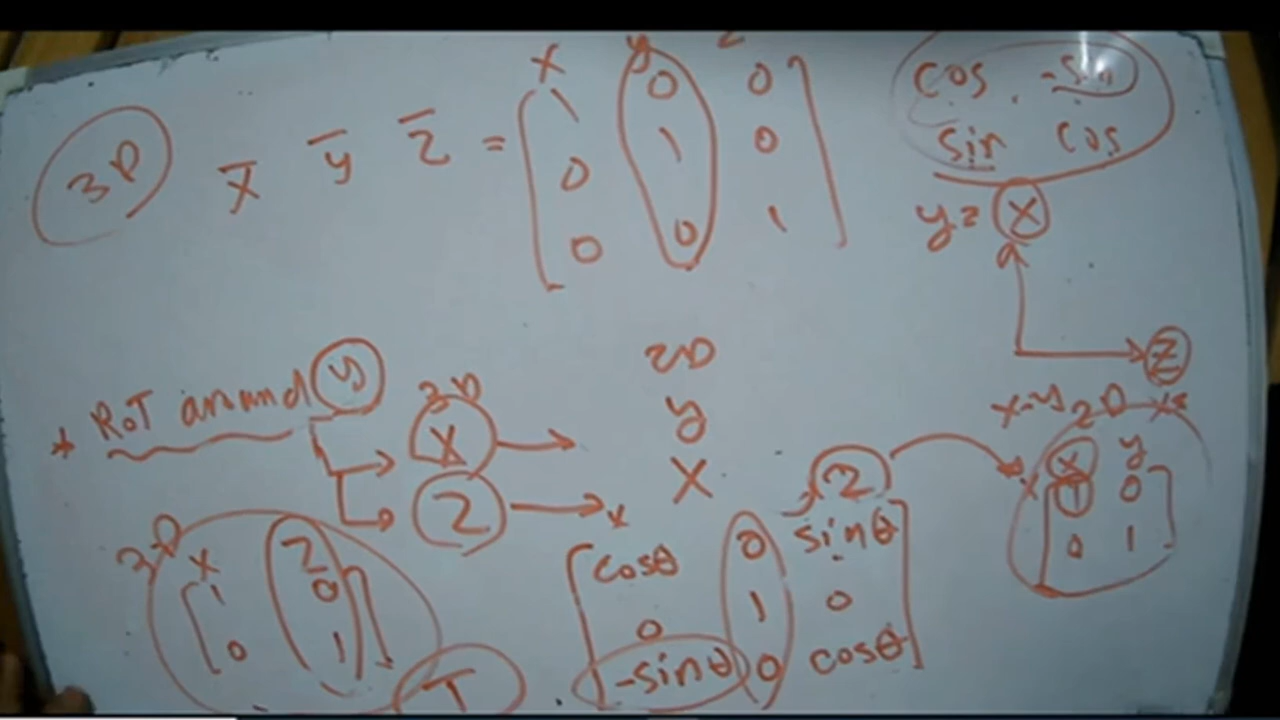 x y z
3D x̄ ȳ z̄ = [ 1 0 0
0 1 0
0 0 1 ]
cos -sin
sin cos
y = x
z
* ROT around y
3D
x →
z → x
2D
y
x
x-y 2D
x y
x 1 0
0 1
3D x z
1 0
0 1
T
z
cosθ 0 sinθ
0 1 0
-sinθ 0 cosθ